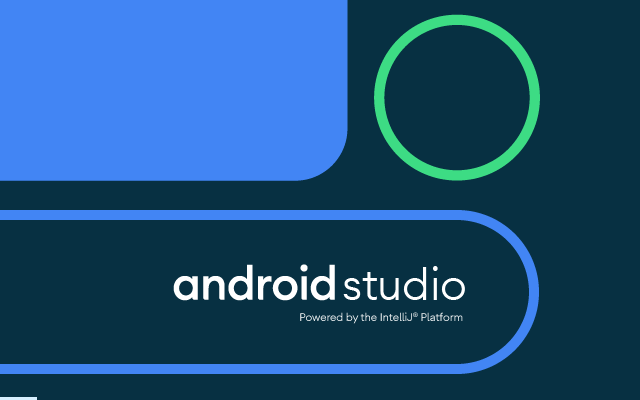 android studio
Powered by the IntelliJ® Platform